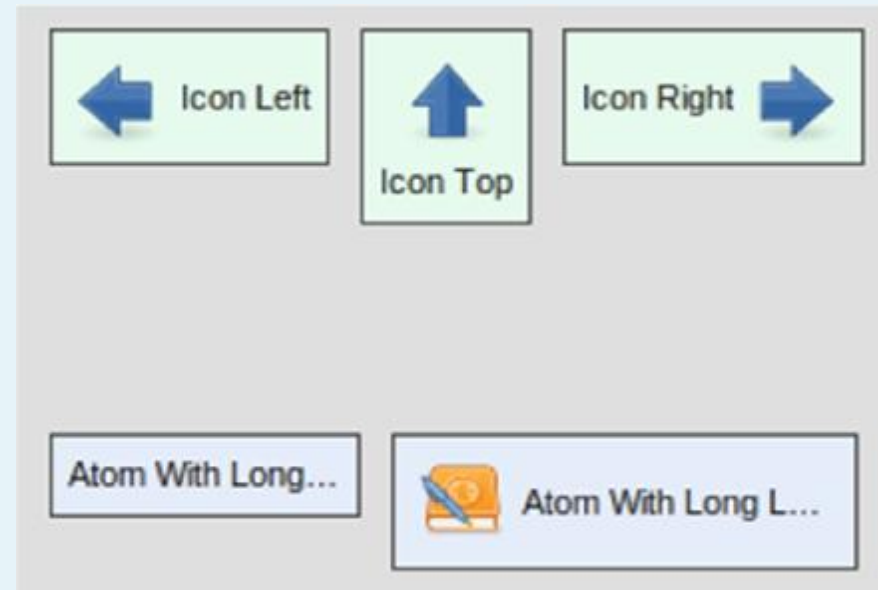 Icon Left
Icon Top
Icon Right
Atom With Long...
Atom With Long L...